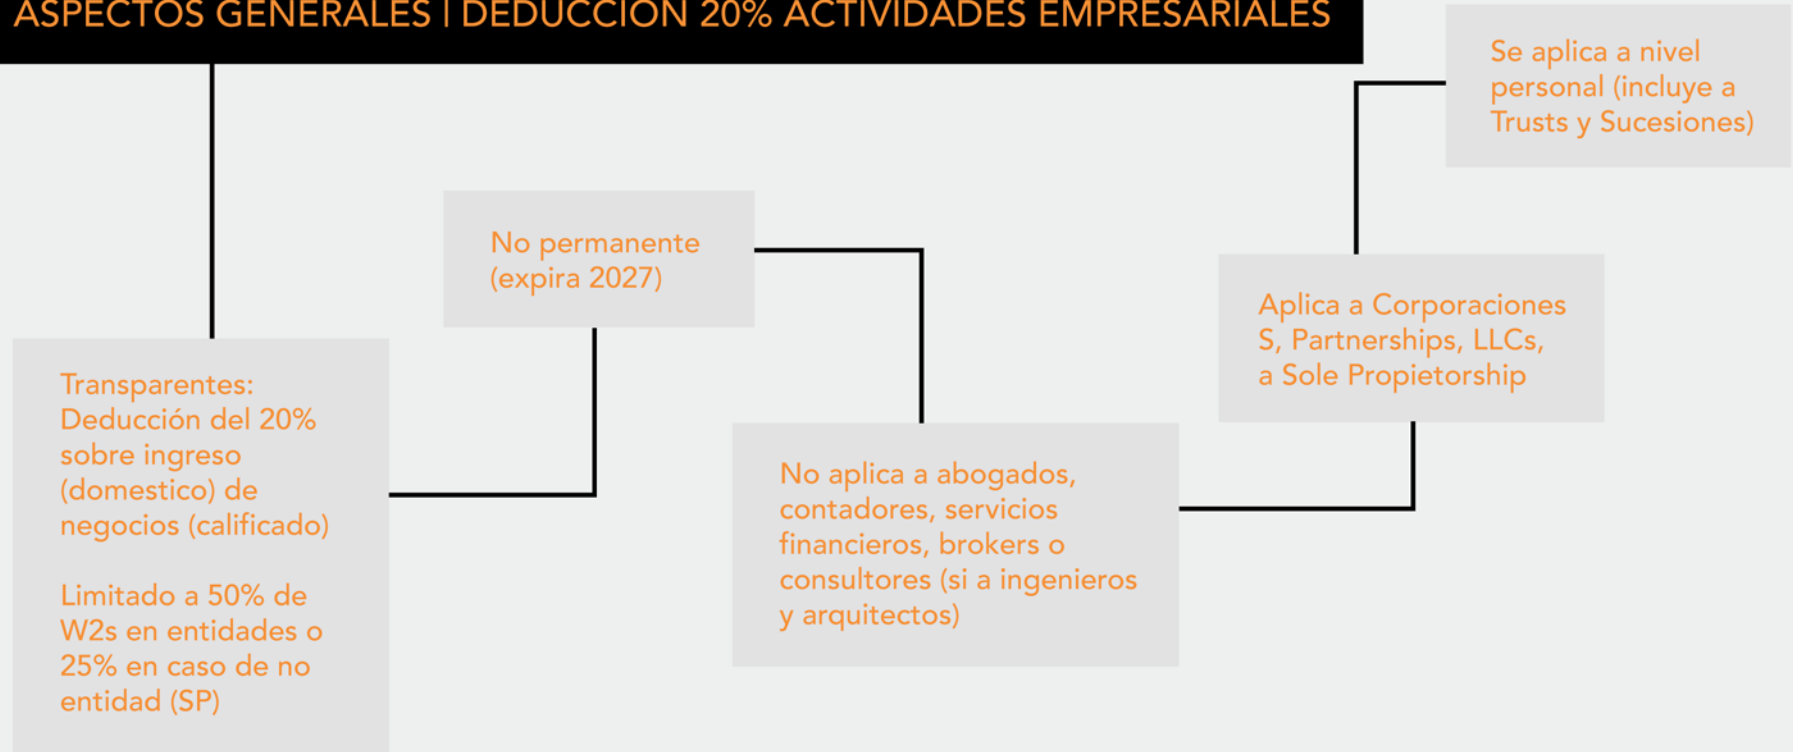 ASPECTOS GENERALES | DEDUCCIÓN 20% ACTIVIDADES EMPRESARIALES
Transparentes:
Deducción del 20%
sobre ingreso
(domestico) de
negocios (calificado)
Limitado a 50% de
W2s en entidades o
25% en caso de no
entidad (SP)
No permanente
(expira 2027)
No aplica a abogados,
contadores, servicios
financieros, brokers o
consultores (si a ingenieros
y arquitectos)
Aplica a Corporaciones
S, Partnerships, LLCs,
a Sole Propietorship
Se aplica a nivel
personal (incluye a
Trusts y Sucesiones)